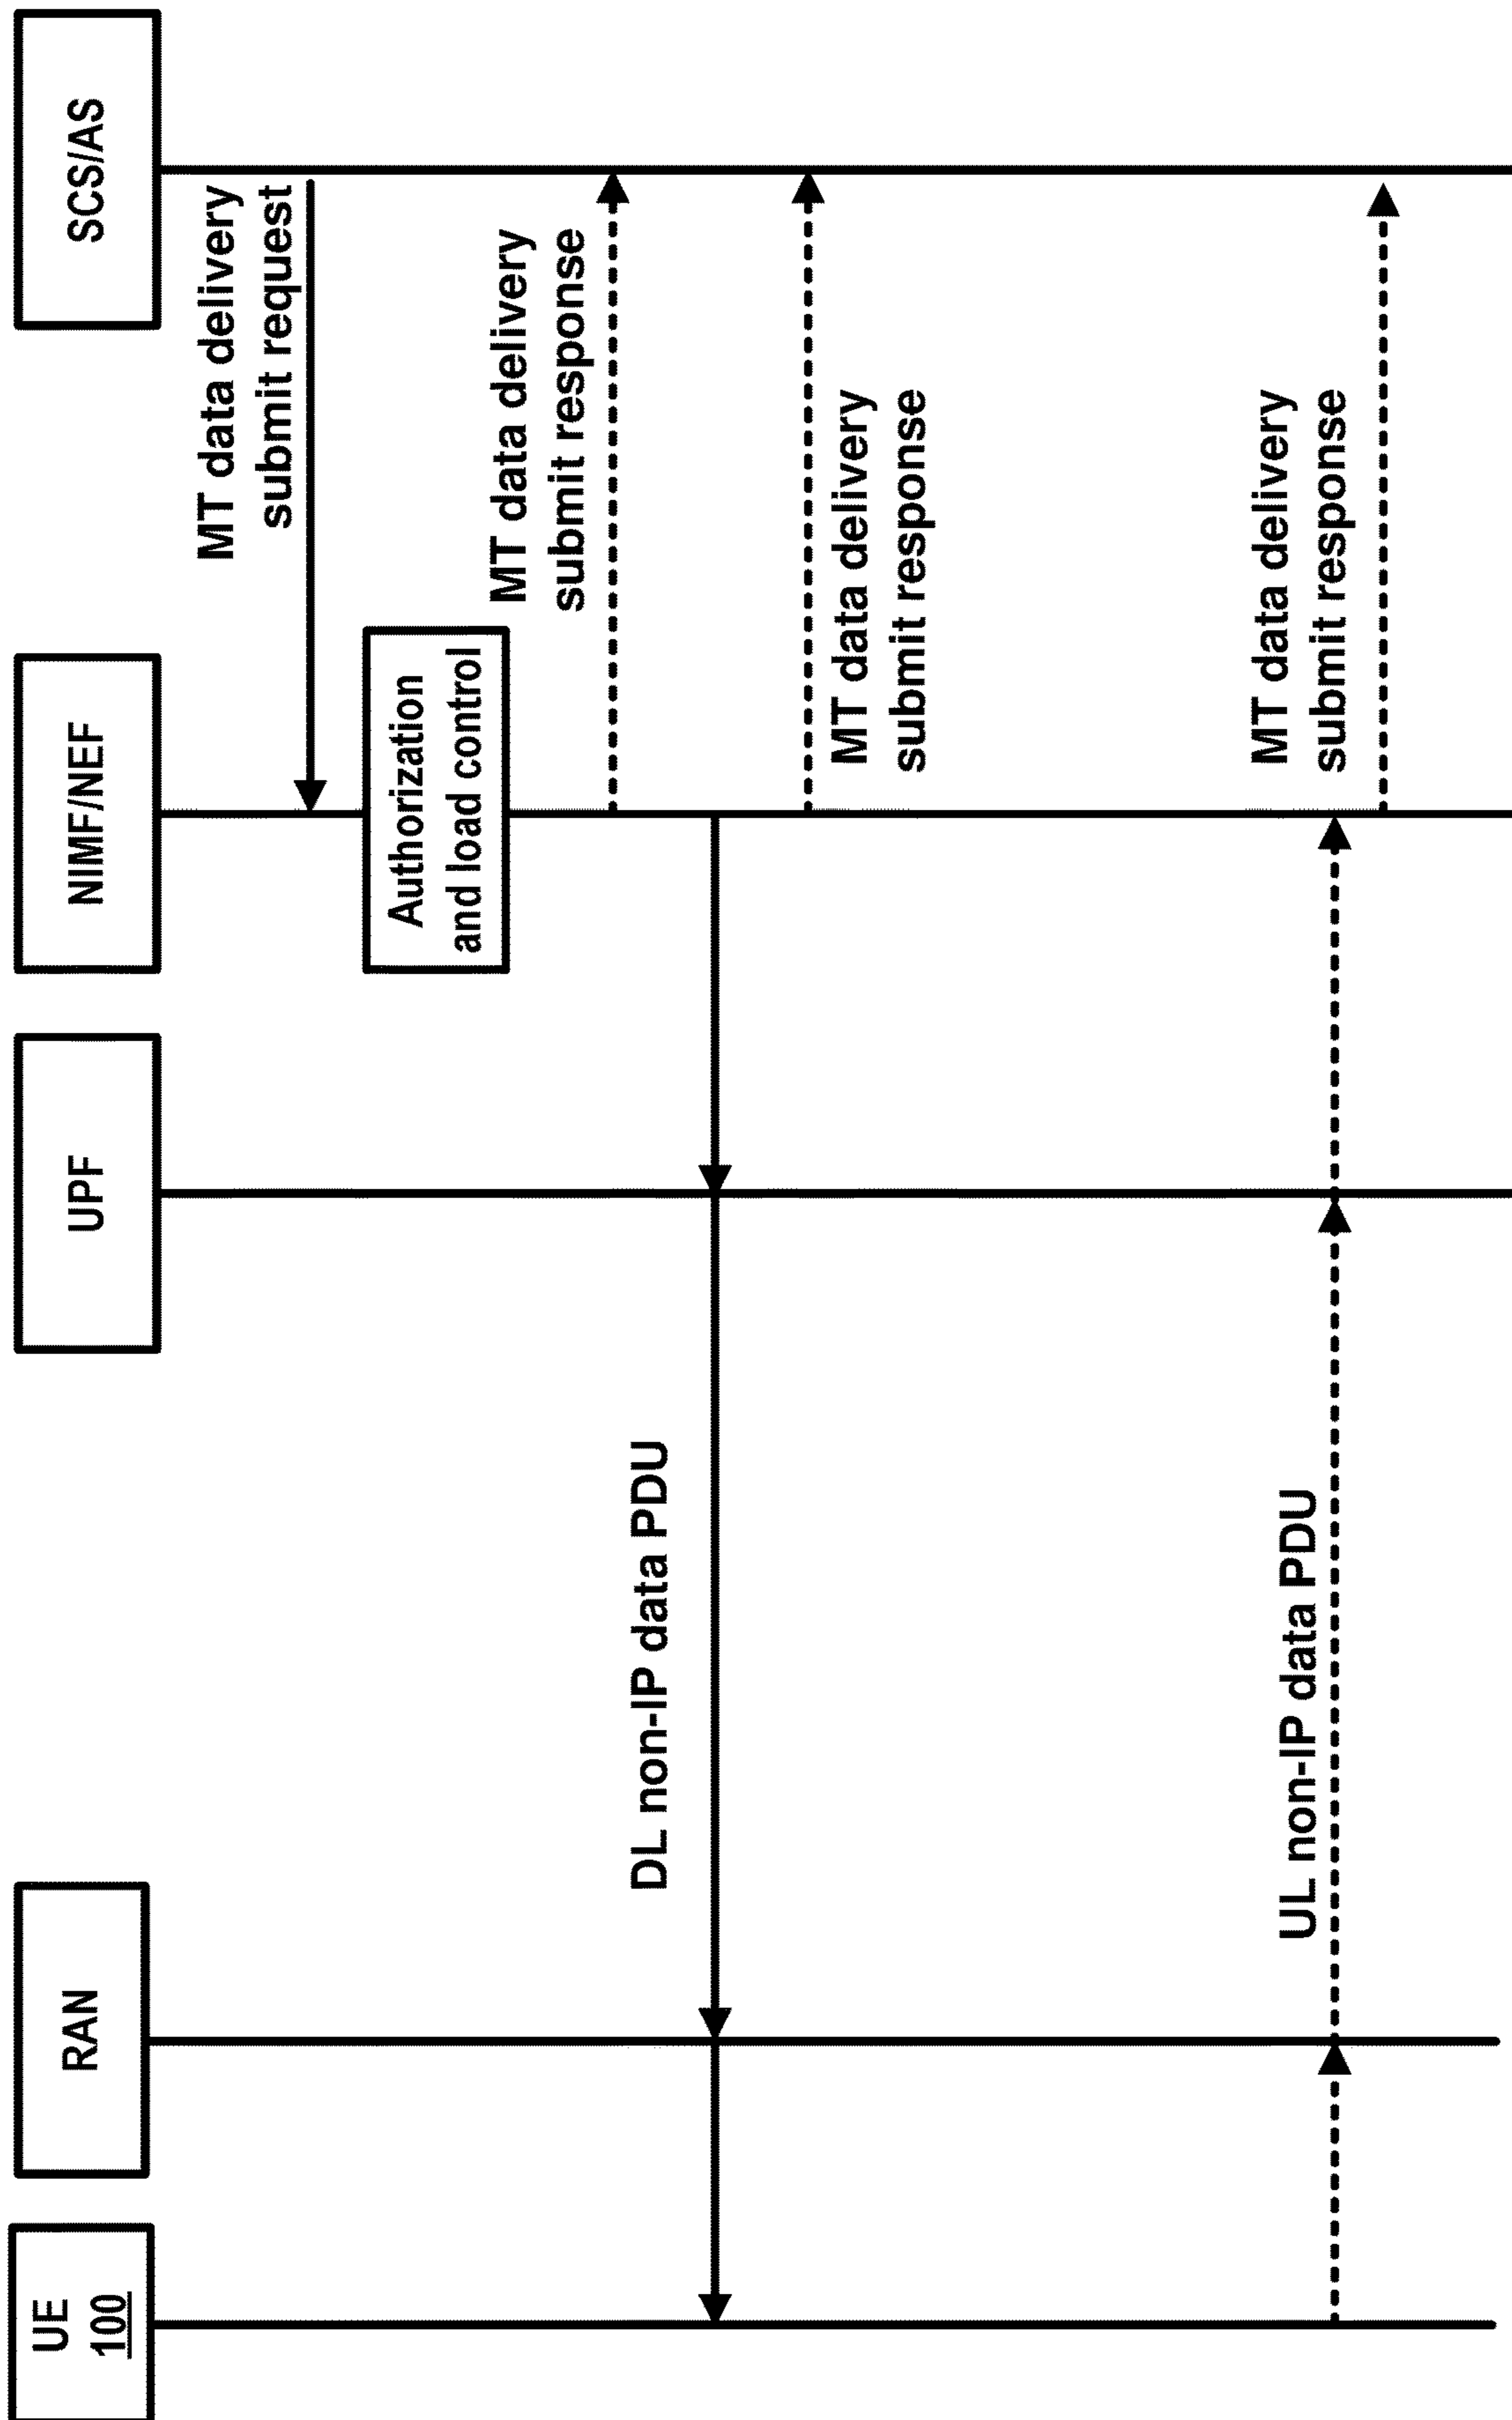 UE
100
RAN
UPF
NIMF/NEF
SCS/AS
MT data delivery
submit request
Authorization
and load control
MT data delivery
submit response
DL non-IP data PDU
MT data delivery
submit response
UL non-IP data PDU
MT data delivery
submit response